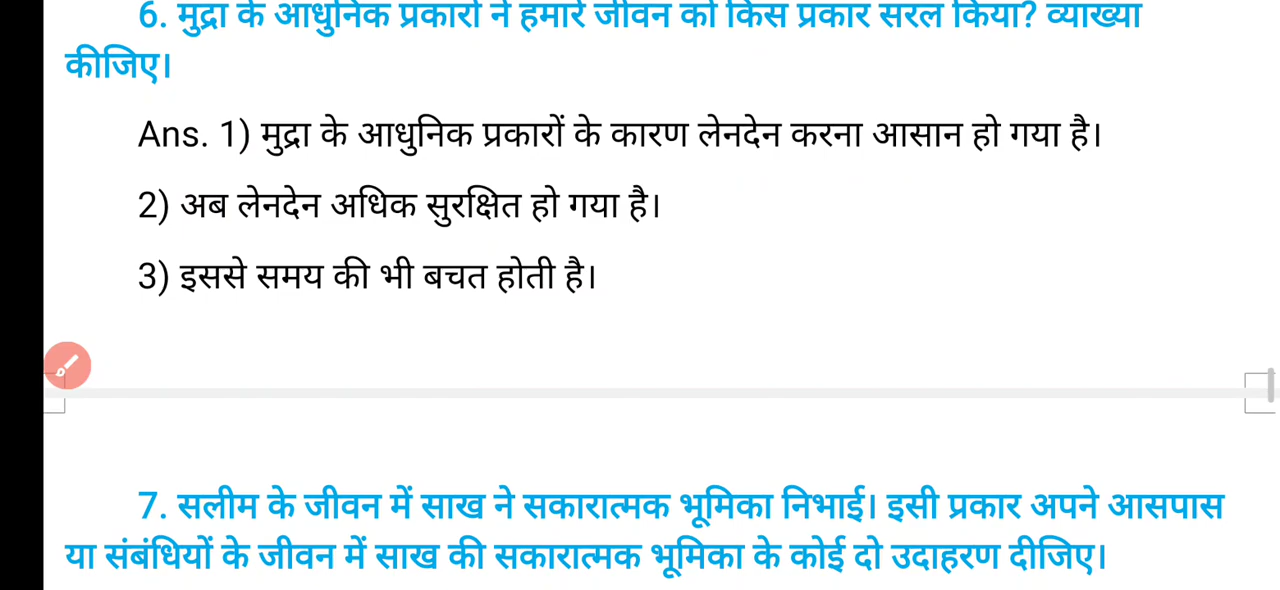 6. मुद्रा के आधुनिक प्रकारों ने हमारे जीवन को किस प्रकार सरल किया? व्याख्या
कीजिए।
Ans. 1) मुद्रा के आधुनिक प्रकारों के कारण लेनदेन करना आसान हो गया है।
2) अब लेनदेन अधिक सुरक्षित हो गया है।
3) इससे समय की भी बचत होती है।
7. सलीम के जीवन में साख ने सकारात्मक भूमिका निभाई। इसी प्रकार अपने आसपास
या संबंधियों के जीवन में साख की सकारात्मक भूमिका के कोई दो उदाहरण दीजिए।